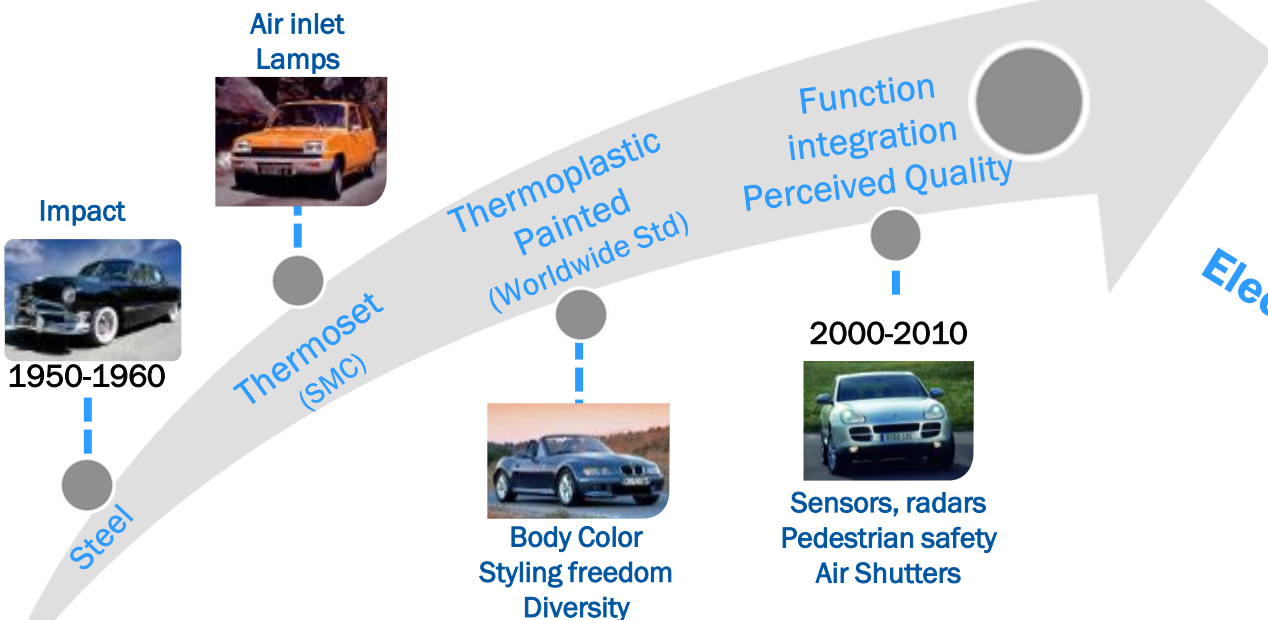 Air inlet
Lamps
Impact
1950-1960
Steel
Thermoset
(SMC)
Thermoplastic
Painted
(Worldwide Std)
Body Color
Styling freedom
Diversity
Function
integration
Perceived Quality
2000-2010
Sensors, radars
Pedestrian safety
Air Shutters